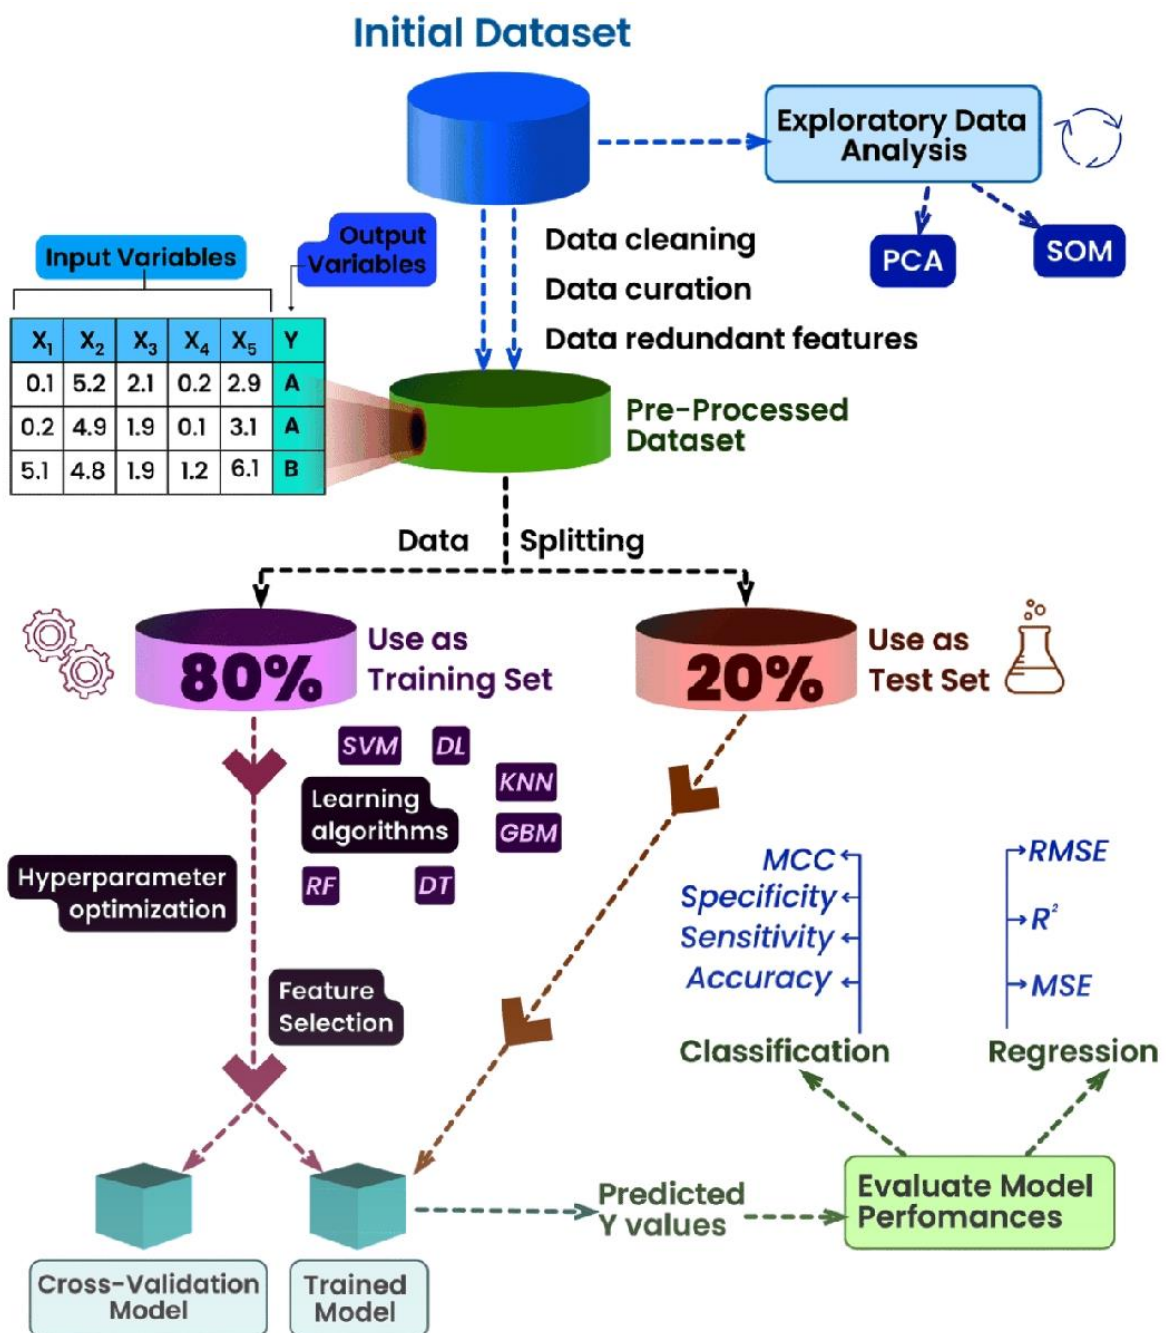 Initial Dataset
Exploratory Data
Analysis
PCA
SOM
Data cleaning
Data curation
Data redundant features
Input Variables
Output
Variables
X₁ X₂ X₃ X₄ X₅ Y
0.1 5.2 2.1 0.2 2.9 A
0.2 4.9 1.9 0.1 3.1 A
5.1 4.8 1.9 1.2 6.1 B
Pre-Processed
Dataset
Data Splitting
80%
Use as
Training Set
20%
Use as
Test Set
SVM
DL
KNN
GBM
Learning
algorithms
RF
DT
Hyperparameter
optimization
Feature
Selection
MCC
Specificity
Sensitivity
Accuracy
Classification
RMSE
R²
MSE
Regression
Cross-Validation
Model
Trained
Model
Predicted
Y values
Evaluate Model
Perfomances